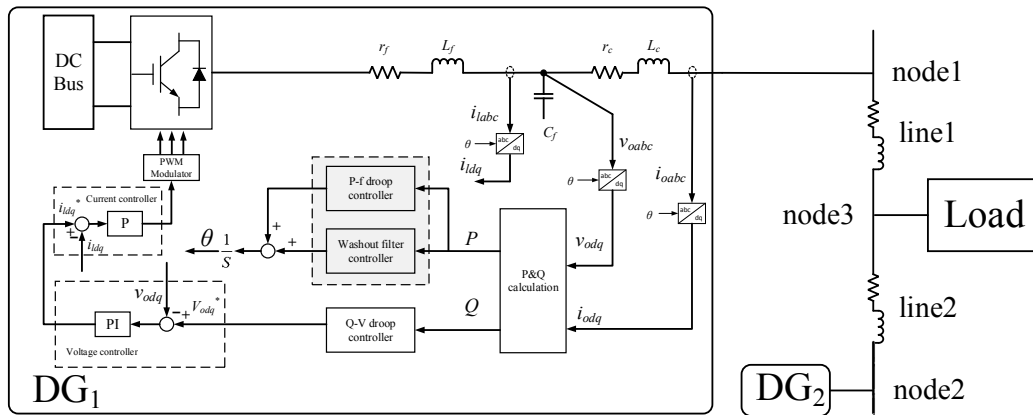 DC
Bus
r_f
L_f
r_c
L_c
node1
i_labc
C_f
v_oabc
i_oabc
θ
abc
dq
i_ldq
θ
abc
dq
θ
abc
dq
line1
PWM
Modulator
P-f droop
controller
i_ldq*
Current controller
P
+
-
i_ldq
θ
1
S
+
+
Washout filter
controller
P
P&Q
calculation
v_odq
i_odq
node3
Load
v_odq
V_odq*
-
+
PI
Voltage controller
Q-V droop
controller
Q
line2
DG1
DG2
node2